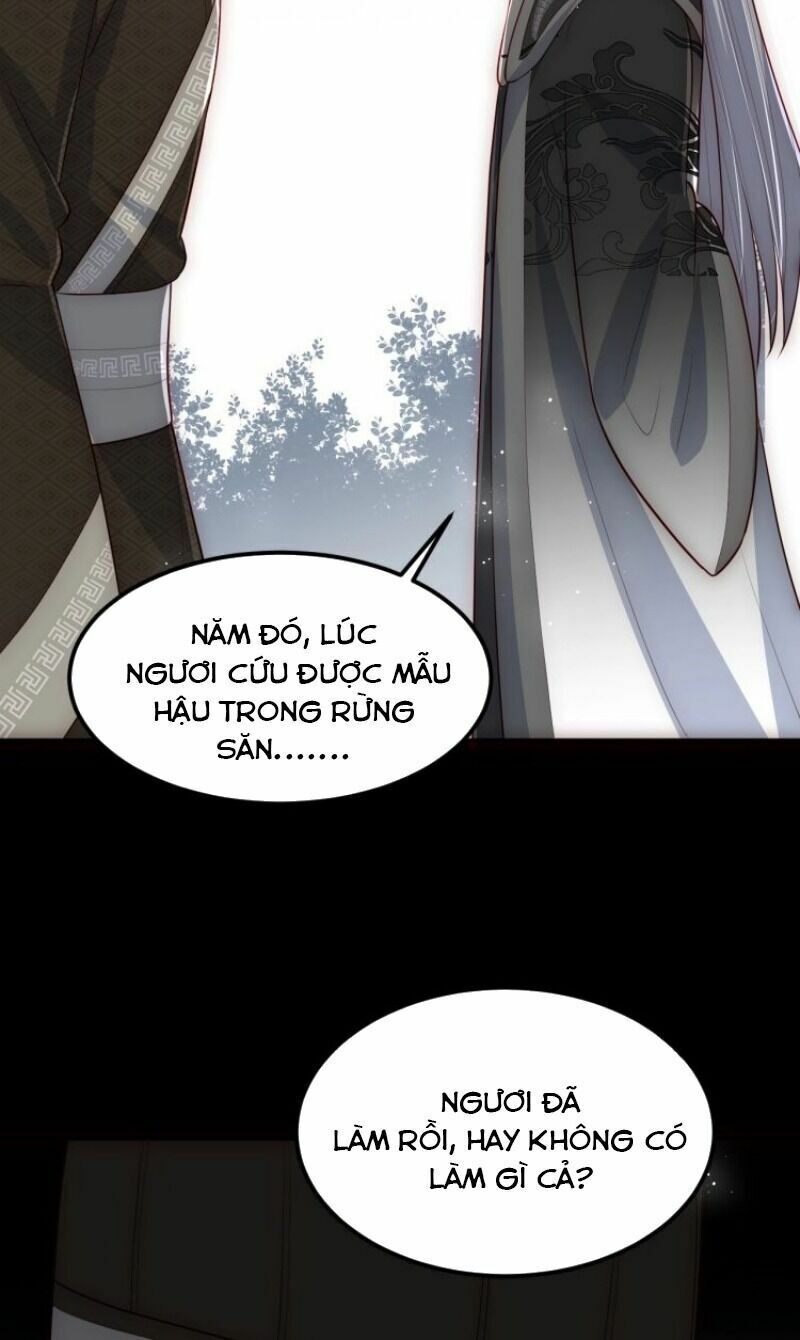 NĂM ĐÓ, LÚC
NGƯƠI CỨU ĐƯỢC MẪU
HẬU TRONG RỪNG
SĂN.......
NGƯƠI ĐÃ
LÀM RỒI, HAY KHÔNG CÓ
LÀM GÌ CẢ?